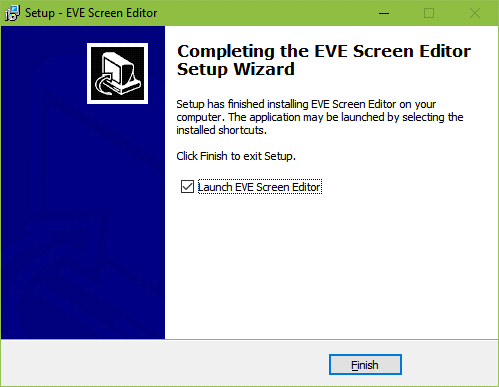 Setup - EVE Screen Editor
Completing the EVE Screen Editor
Setup Wizard
Setup has finished installing EVE Screen Editor on your
computer. The application may be launched by selecting the
installed shortcuts.
Click Finish to exit Setup.
Launch EVE Screen Editor
Finish